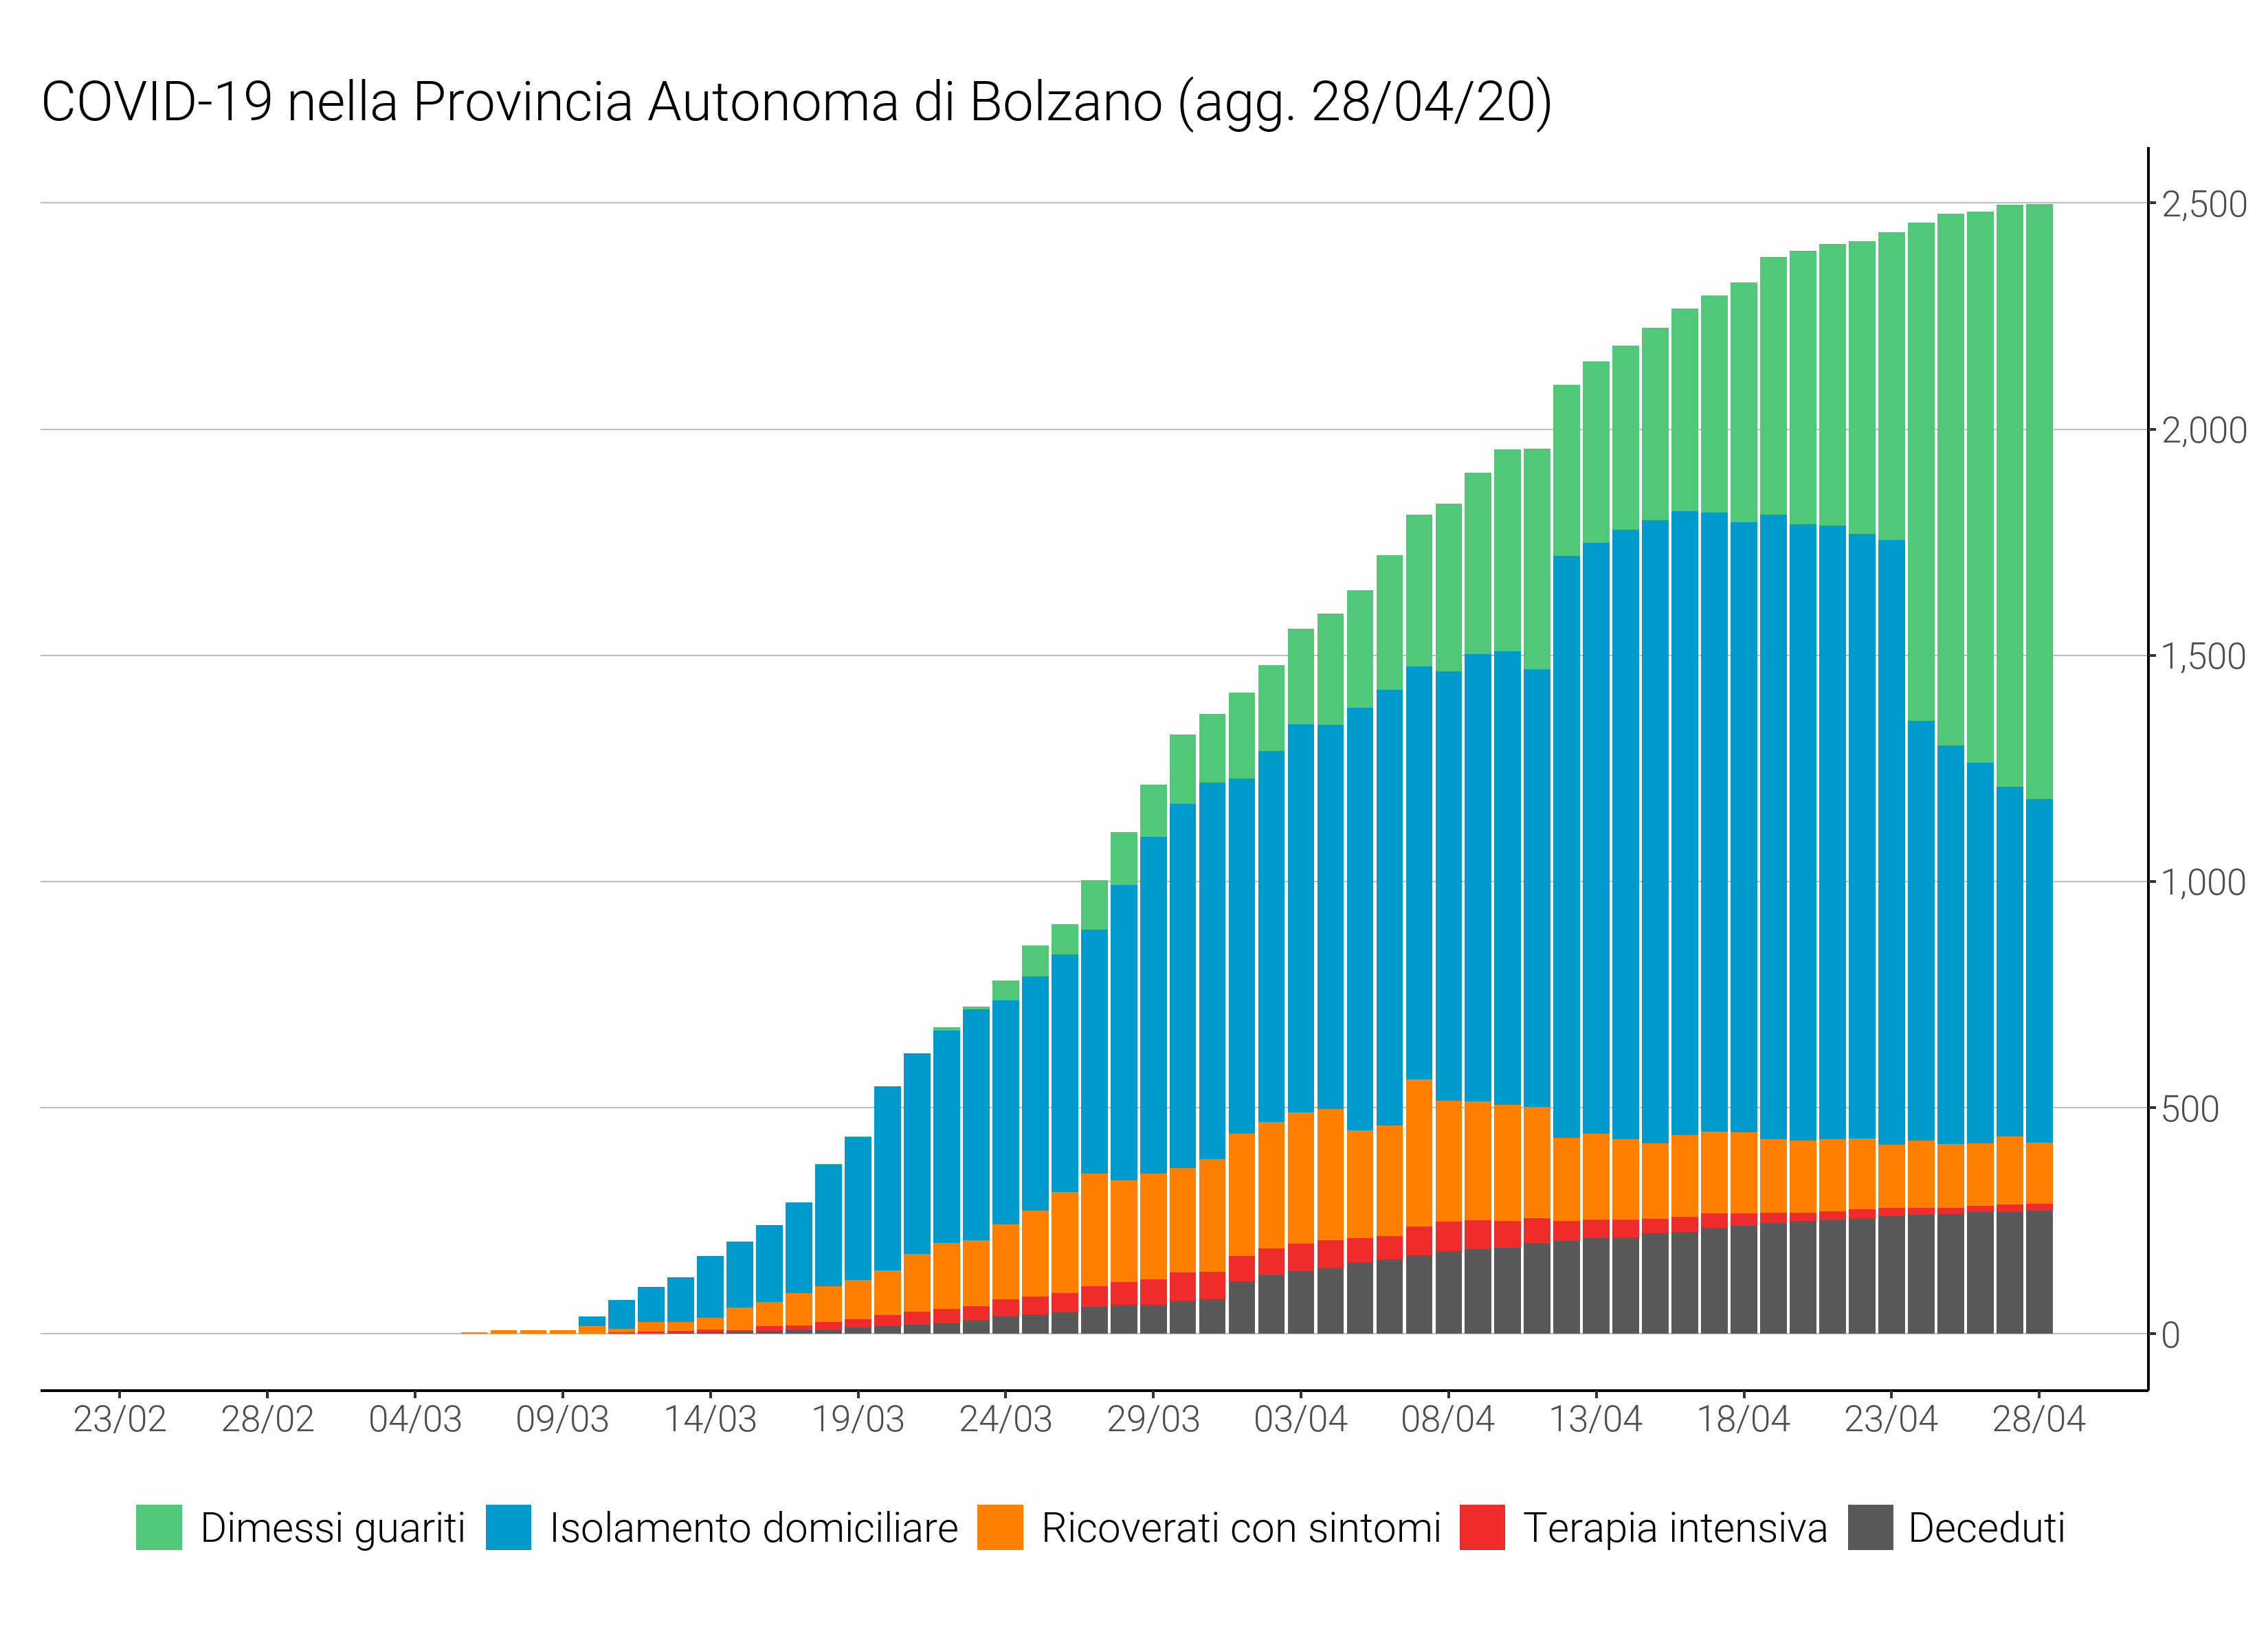 COVID-19 nella Provincia Autonoma di Bolzano (agg. 28/04/20)
2,500
2,000
1,500
1,000
500
0
23/02 28/02 04/03 09/03 14/03 19/03 24/03 29/03 03/04 08/04 13/04 18/04 23/04 28/04
Dimessi guariti Isolamento domiciliare Ricoverati con sintomi Terapia intensiva Deceduti